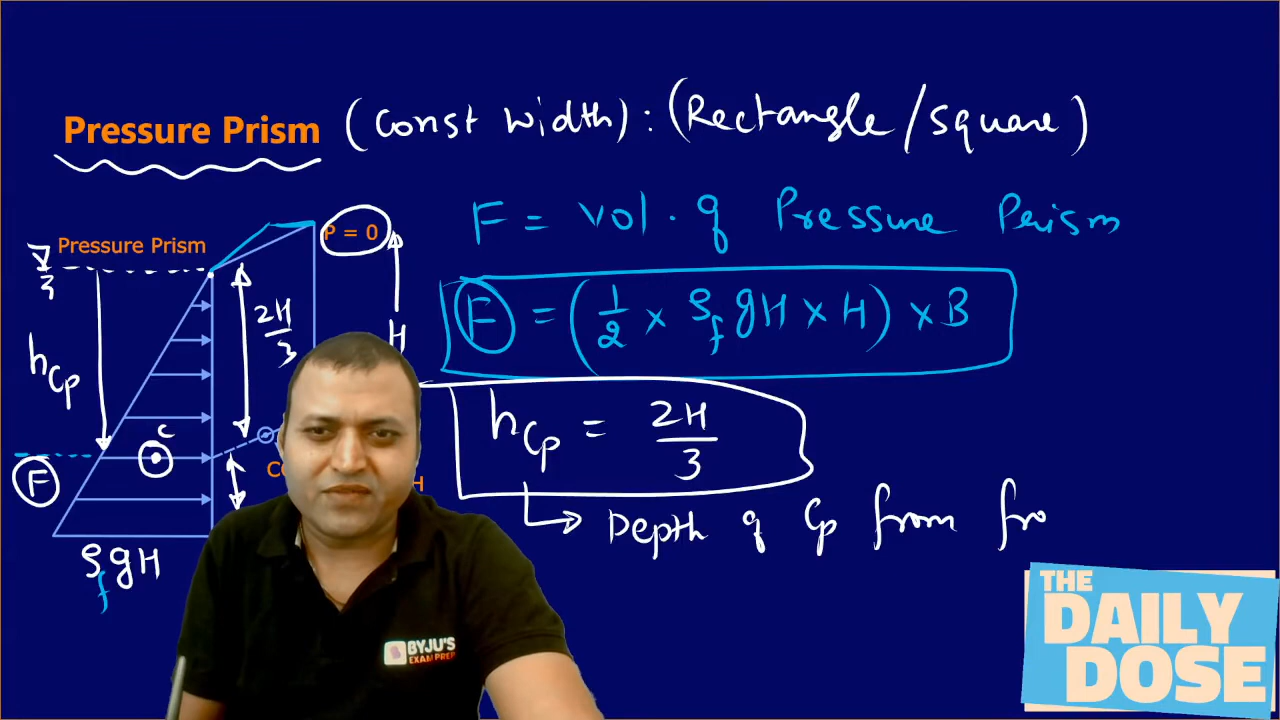 Pressure Prism (const width) : (Rectangle/square)
F = vol. of Pressure Prism
Pressure Prism
P = 0
H
2H/3
hcp
F = (1/2 × ρf gH × H) × B
hcp = 2H/3
C
F
H
Depth of Cp from fro
ρf gH
BYJU'S
EXAM PREP
THE
DAILY
DOSE